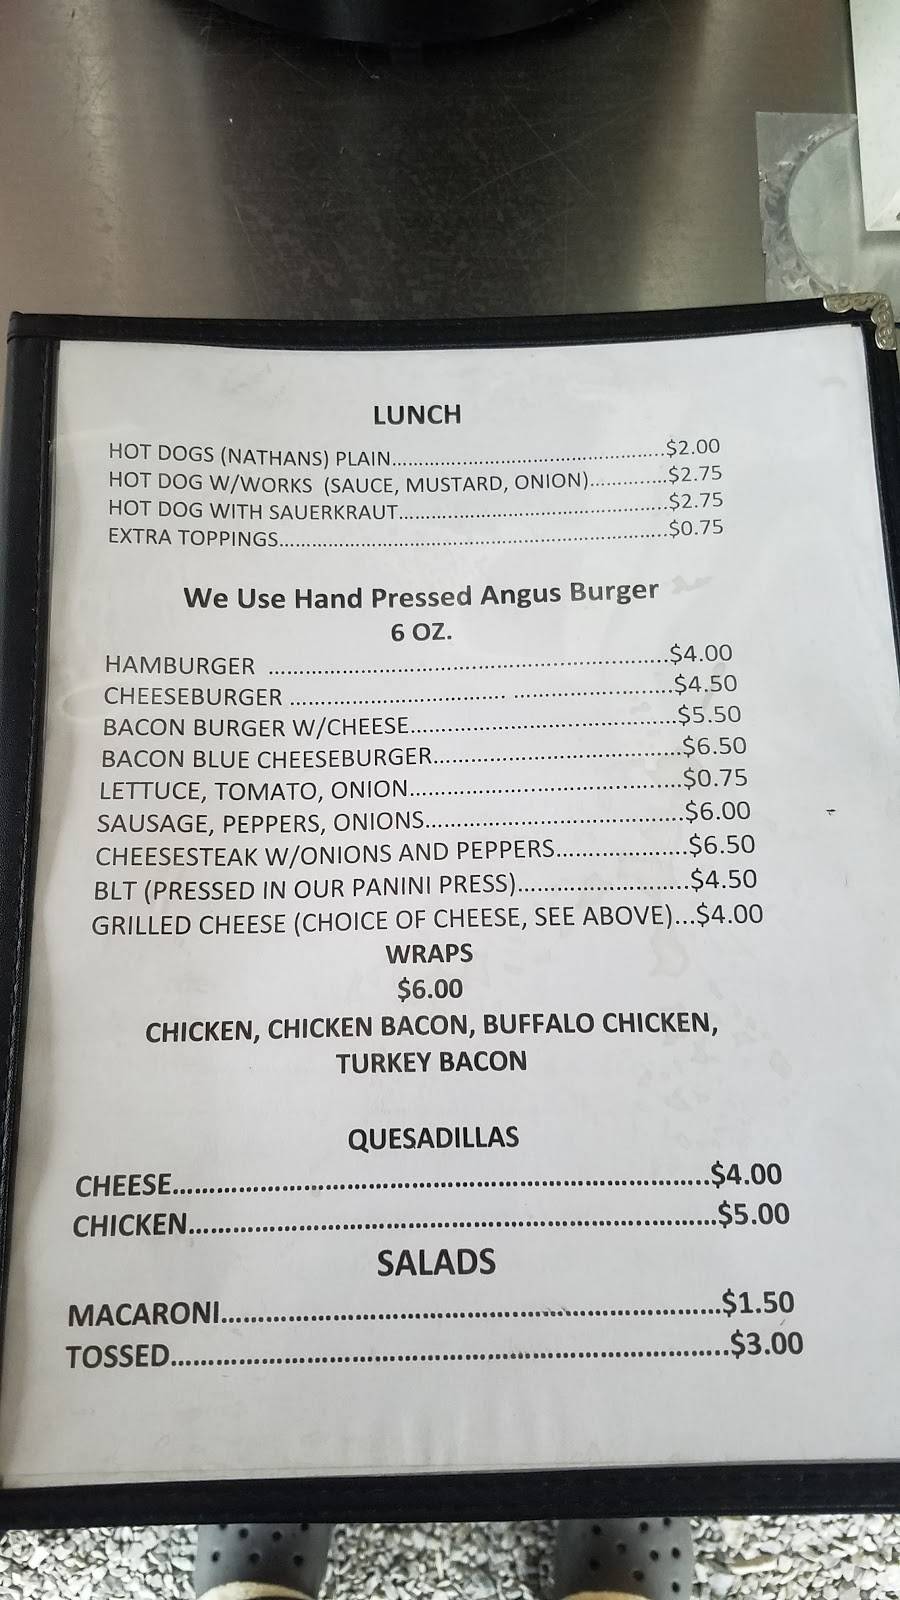 LUNCH
HOT DOGS (NATHANS) PLAIN..........................................$2.00
HOT DOG W/WORKS (SAUCE, MUSTARD, ONION)..............$2.75
HOT DOG WITH SAUERKRAUT..........................................$2.75
EXTRA TOPPINGS............................................................$0.75
We Use Hand Pressed Angus Burger
6 OZ.
HAMBURGER ............................................................$4.00
CHEESEBURGER ................................. .......................$4.50
BACON BURGER W/CHEESE..........................................$5.50
BACON BLUE CHEESEBURGER.......................................$6.50
LETTUCE, TOMATO, ONION..........................................$0.75
SAUSAGE, PEPPERS, ONIONS........................................$6.00
CHEESESTEAK W/ONIONS AND PEPPERS....................$6.50
BLT (PRESSED IN OUR PANINI PRESS)..........................$4.50
GRILLED CHEESE (CHOICE OF CHEESE, SEE ABOVE)...$4.00
WRAPS
$6.00
CHICKEN, CHICKEN BACON, BUFFALO CHICKEN,
TURKEY BACON
QUESADILLAS
CHEESE......................................................................$4.00
CHICKEN....................................................................$5.00
SALADS
MACARONI................................................................$1.50
TOSSED......................................................................$3.00